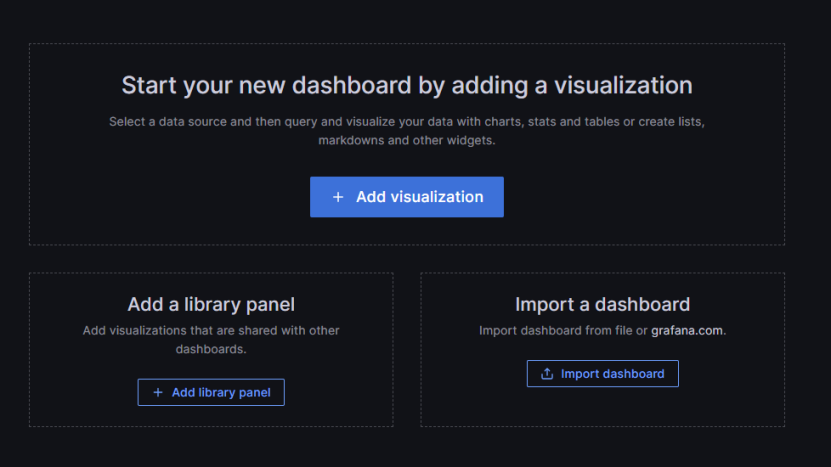 Start your new dashboard by adding a visualization
Select a data source and then query and visualize your data with charts, stats and tables or create lists,
markdowns and other widgets.
+ Add visualization
Add a library panel
Add visualizations that are shared with other
dashboards.
+ Add library panel
Import a dashboard
Import dashboard from file or grafana.com.
Import dashboard